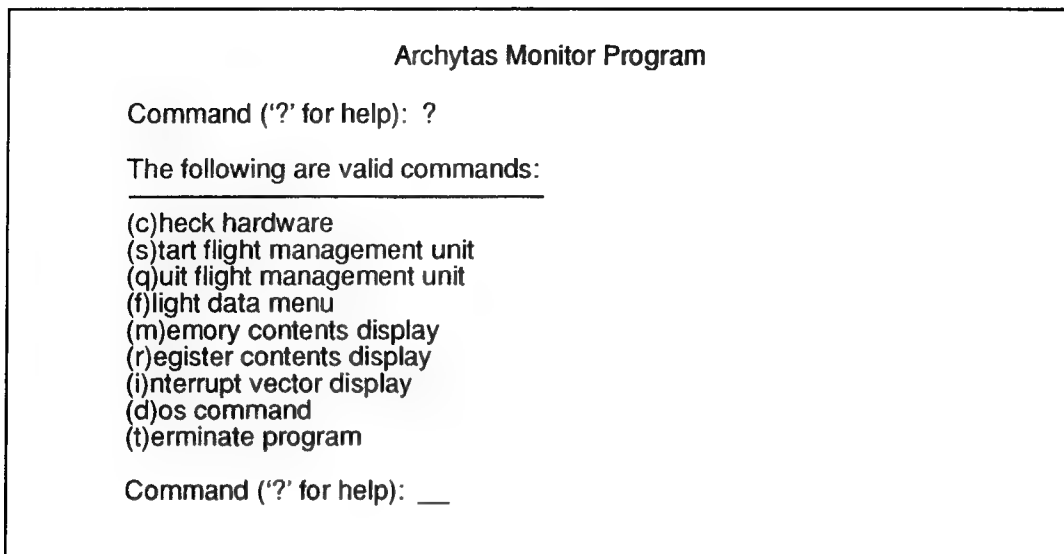 Archytas Monitor Program
Command ('?' for help): ?
The following are valid commands:
(c)heck hardware
(s)tart flight management unit
(q)uit flight management unit
(f)light data menu
(m)emory contents display
(r)egister contents display
(i)nterrupt vector display
(d)os command
(t)erminate program
Command ('?' for help): __